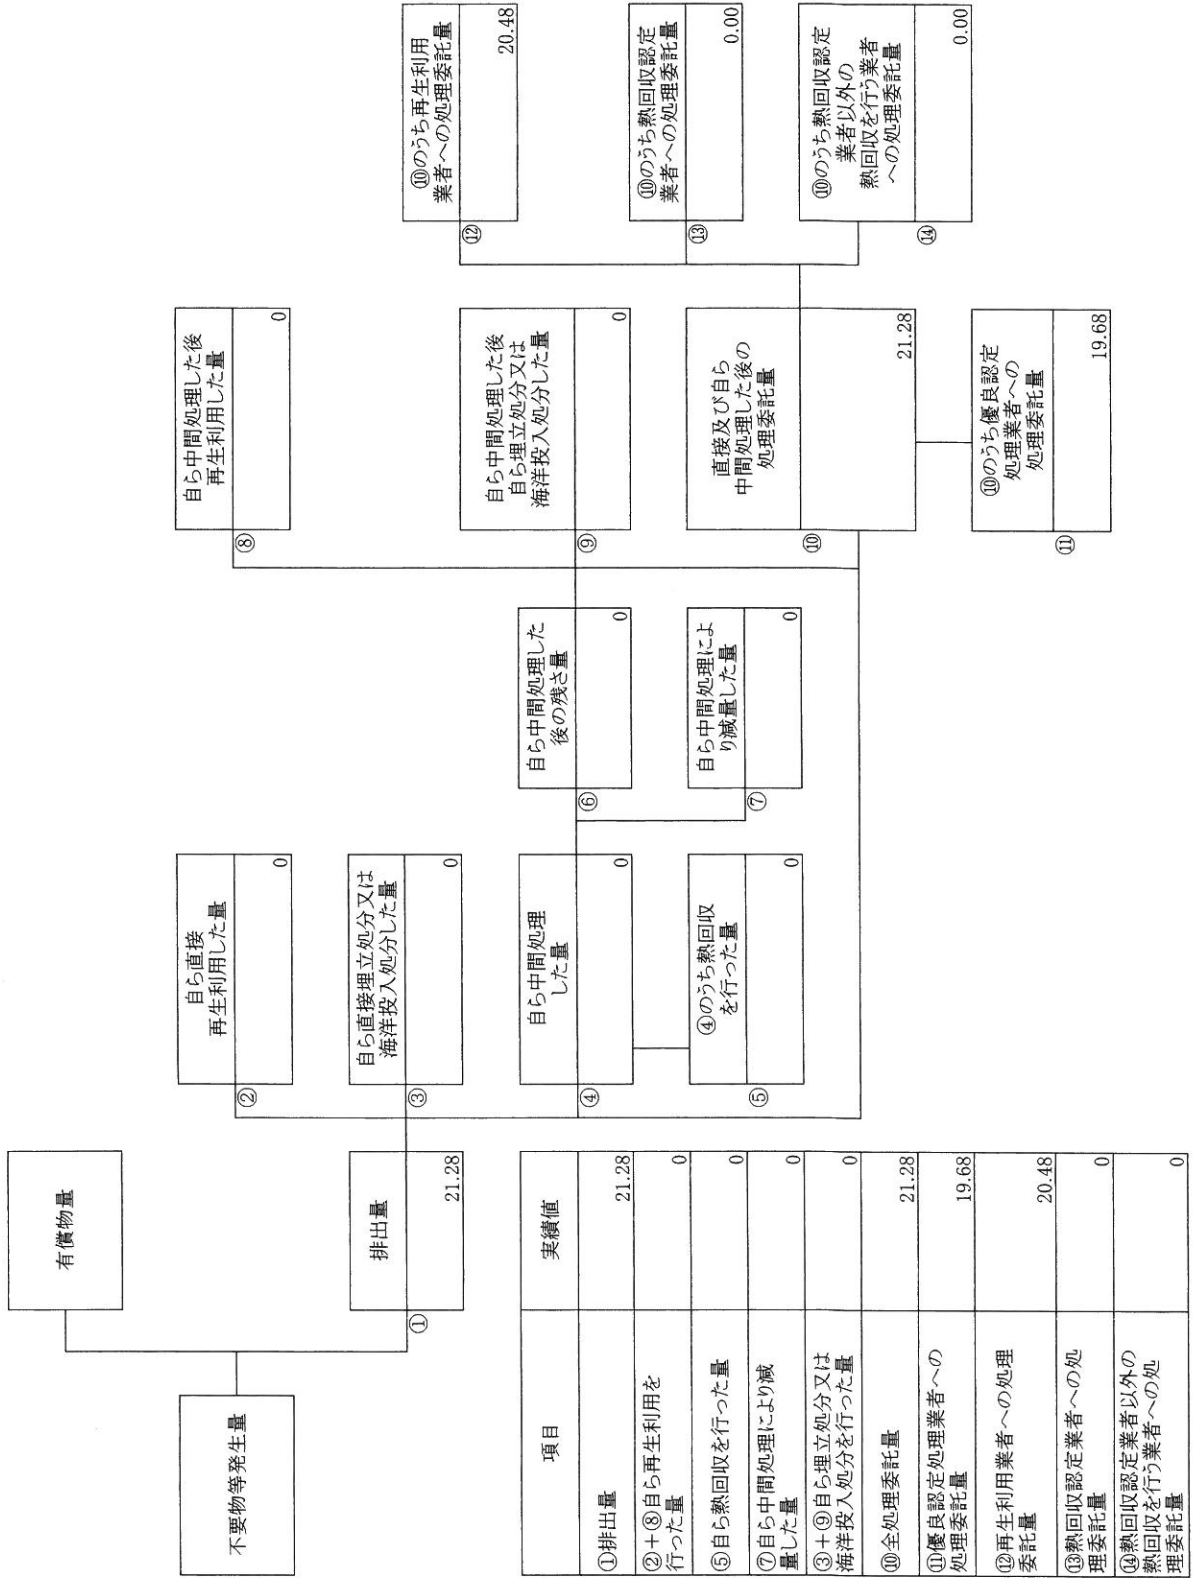 不要物等発生量
有償物量
①
排出量
21.28
②
自ら直接
再生利用した量
0
③
自ら直接埋立処分又は
海洋投入処分した量
0
④
自ら中間処理
した量
0
⑤
④のうち熱回収
を行った量
0
⑥
自ら中間処理した
後の残さ量
0
⑦
自ら中間処理によ
り減量した量
0
⑧
自ら中間処理した後
再生利用した量
0
⑨
自ら中間処理した後
自ら埋立処分又は
海洋投入処分した量
0
⑩
直接及び自ら
中間処理した後の
処理委託量
21.28
⑪
⑩のうち優良認定
処理業者への
処理委託量
19.68
⑫
⑩のうち再生利用
業者への処理委託量
20.48
⑬
⑩のうち熱回収認定
業者への処理委託量
0.00
⑭
⑩のうち熱回収認定
業者以外の
熱回収を行う業者
への処理委託量
0.00
項目 実績値
①排出量 21.28
②+⑧自ら再生利用を
行った量 0
⑤自ら熱回収を行った量 0
⑦自ら中間処理により減
量した量 0
③+⑨自ら埋立処分又は
海洋投入処分を行った量 0
⑩全処理委託量 21.28
⑪優良認定処理業者への
処理委託量 19.68
⑫再生利用業者への処理
委託量 20.48
⑬熱回収認定業者への処
理委託量 0
⑭熱回収認定業者以外の
熱回収を行う業者への処
理委託量 0